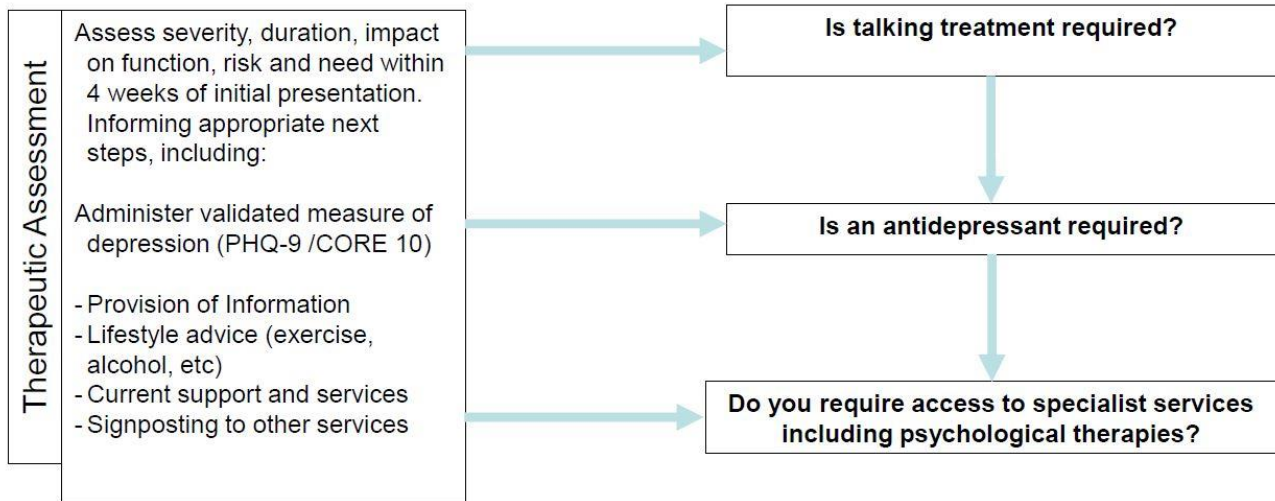 Therapeutic Assessment
Assess severity, duration, impact
on function, risk and need within
4 weeks of initial presentation.
Informing appropriate next
steps, including:
Administer validated measure of
depression (PHQ-9 /CORE 10)
- Provision of Information
- Lifestyle advice (exercise,
alcohol, etc)
- Current support and services
- Signposting to other services
Is talking treatment required?
Is an antidepressant required?
Do you require access to specialist services
including psychological therapies?